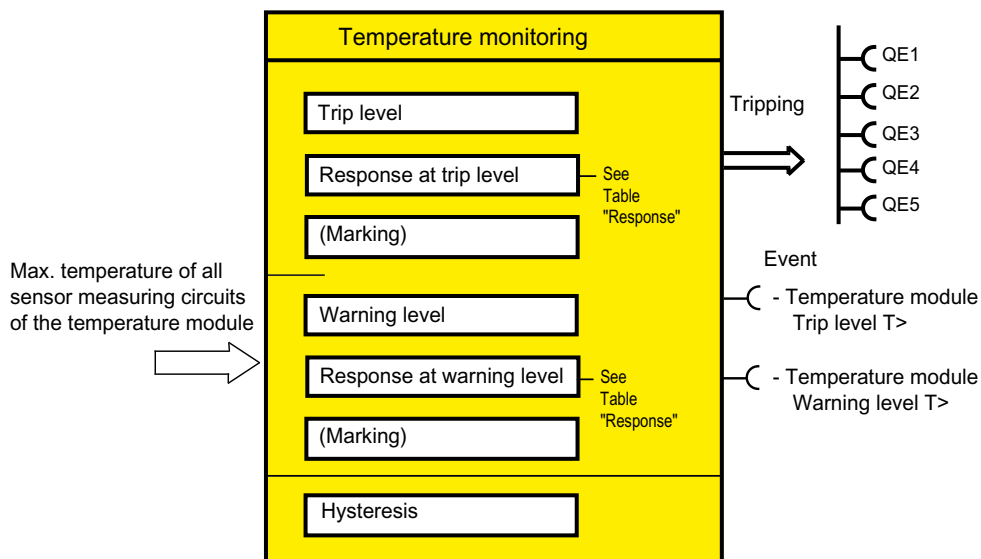 Temperature monitoring
Trip level
Response at trip level
See
Table
"Response"
(Marking)
Max. temperature of all
sensor measuring circuits
of the temperature module
Warning level
Response at warning level
See
Table
"Response"
(Marking)
Hysteresis
Tripping
QE1
QE2
QE3
QE4
QE5
Event
- Temperature module
Trip level T>
- Temperature module
Warning level T>